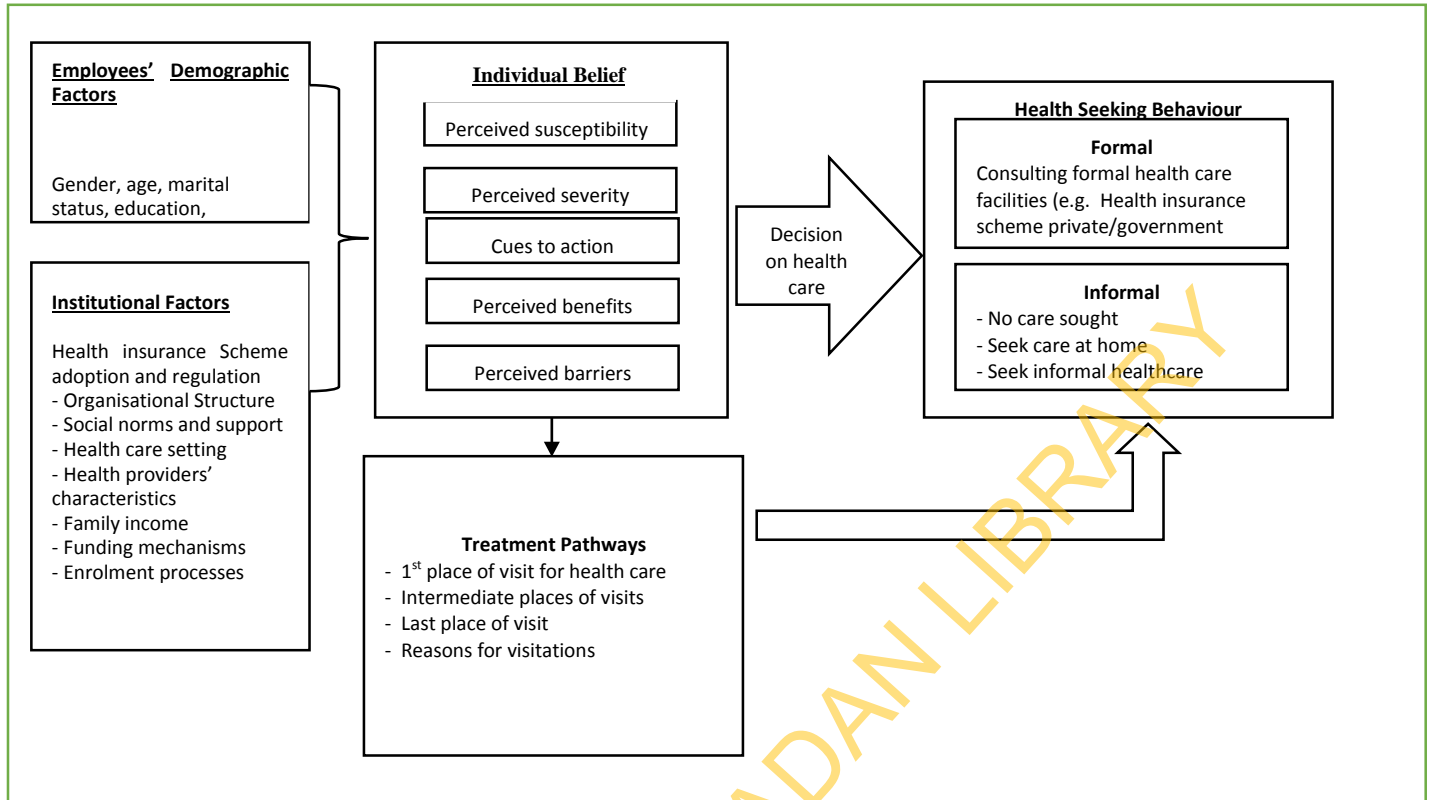 Employees' Demographic
Factors
Gender, age, marital
status, education,
Institutional Factors
Health insurance Scheme
adoption and regulation
- Organisational Structure
- Social norms and support
- Health care setting
- Health providers'
characteristics
- Family income
- Funding mechanisms
- Enrolment processes
Individual Belief
Perceived susceptibility
Perceived severity
Cues to action
Perceived benefits
Perceived barriers
Treatment Pathways
- 1st place of visit for health care
- Intermediate places of visits
- Last place of visit
- Reasons for visitations
Decision
on health
care
Health Seeking Behaviour
Formal
Consulting formal health care
facilities (e.g. Health insurance
scheme private/government
Informal
- No care sought
- Seek care at home
- Seek informal healthcare
ADAN LIBRARY